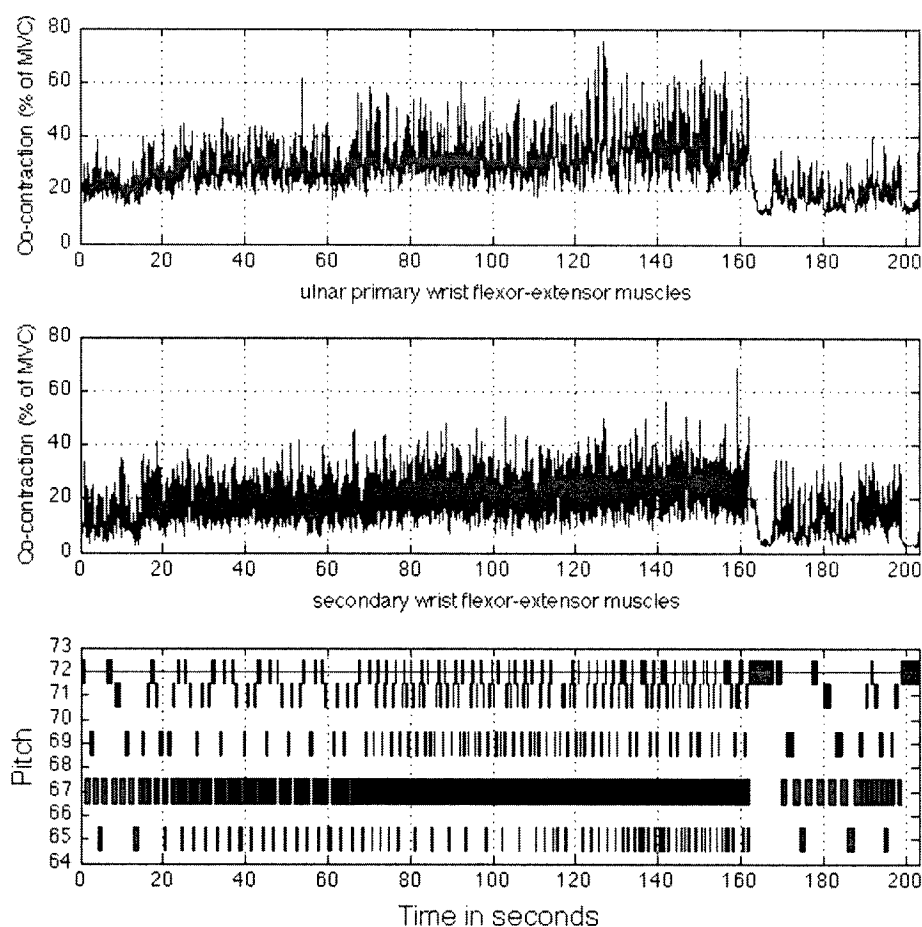 80
60
40
20
0
Co-contraction (% of MVC)
0 20 40 60 80 100 120 140 160 180 200
ulnar primary wrist flexor-extensor muscles
80
60
40
20
0
Co-contraction (% of MVC)
0 20 40 60 80 100 120 140 160 180 200
secondary wrist flexor-extensor muscles
73
72
71
70
69
68
67
66
65
64
Pitch
0 20 40 60 80 100 120 140 160 180 200
Time in seconds